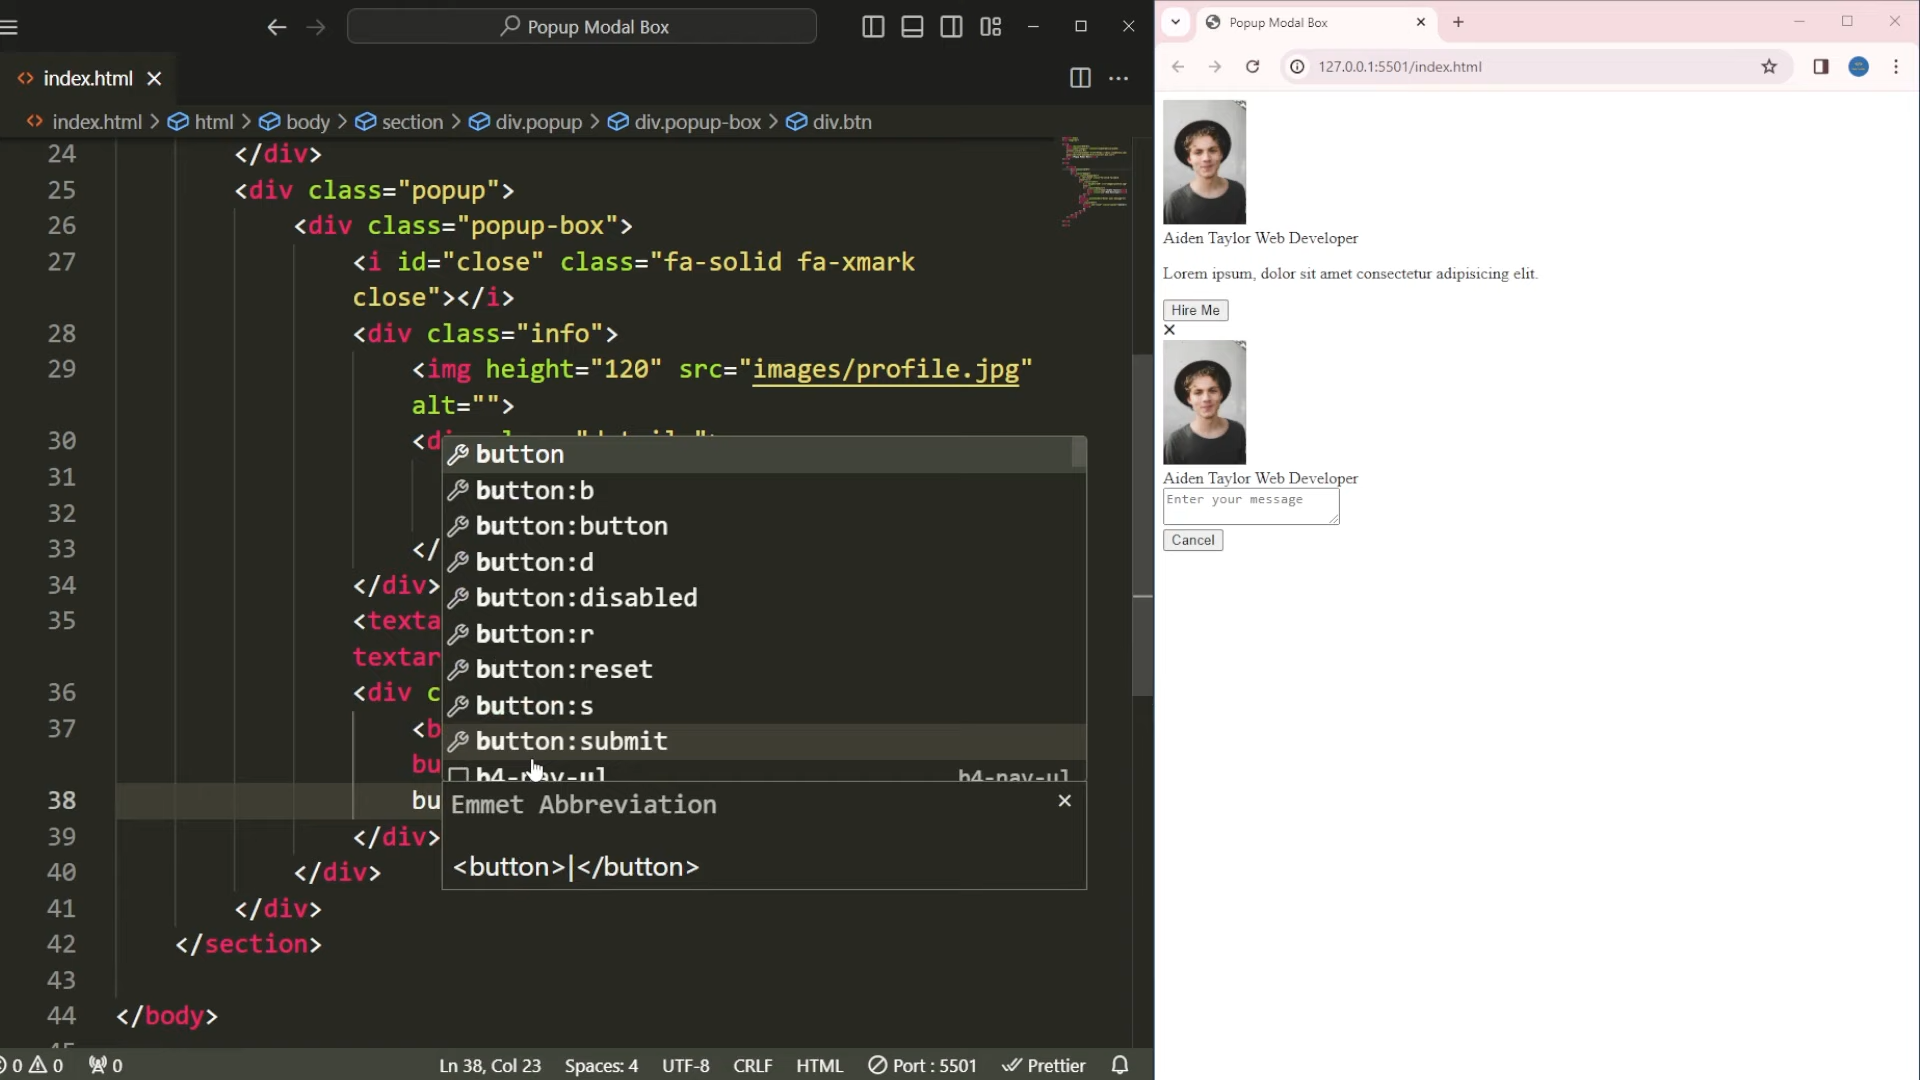 Popup Modal Box
index.html
index.html > html > body > section > div.popup > div.popup-box > div.btn
24 </div>
25 <div class="popup">
26 <div class="popup-box">
27 <i id="close" class="fa-solid fa-xmark
close"></i>
28 <div class="info">
29 <img height="120" src="images/profile.jpg"
alt="">
30 <d
31
32
33 </
34 </div>
35 <texta
textar
36 <div c
37 <b
bu
38 bu
39 </div>
40 </div>
41 </div>
42 </section>
43
44 </body>
button
button:b
button:button
button:d
button:disabled
button:r
button:reset
button:s
button:submit
b4-nav-ul b4-nav-ul
Emmet Abbreviation
<button>|</button>
0 0 0 Ln 38, Col 23 Spaces: 4 UTF-8 CRLF HTML Port : 5501 Prettier
Popup Modal Box
127.0.0.1:5501/index.html
Aiden Taylor Web Developer
Lorem ipsum, dolor sit amet consectetur adipisicing elit.
Hire Me
Aiden Taylor Web Developer
Enter your message
Cancel